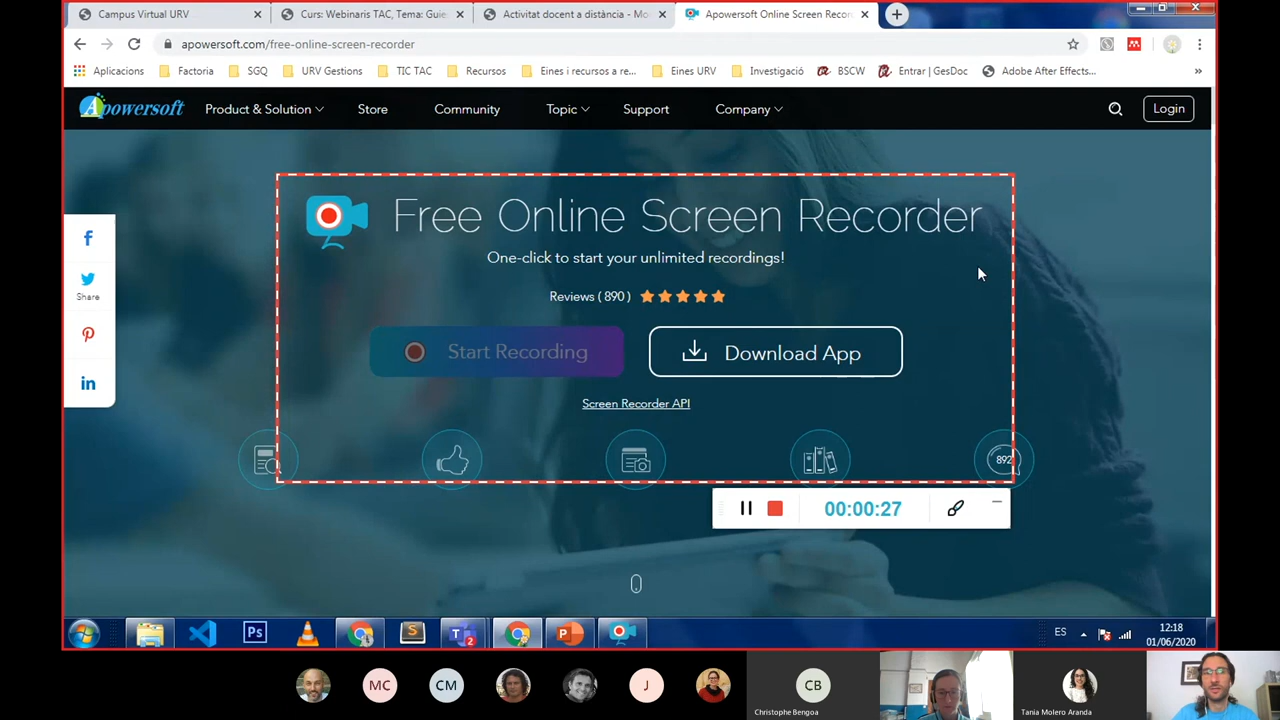 Campus Virtual URV
Curs: Webinaris TAC, Tema: Guie
Activitat docent a distància - Mo
Apowersoft Online Screen Recor
apowersoft.com/free-online-screen-recorder
Aplicacions
Factoria
SGQ
URV Gestions
TIC TAC
Recursos
Eines i recursos a re...
Eines URV
Investigació
BSCW
Entrar | GesDoc
Adobe After Effects...
Apowersoft
Product & Solution
Store
Community
Topic
Support
Company
Login
Free Online Screen Recorder
One-click to start your unlimited recordings!
Reviews ( 890 )
Share
Start Recording
Download App
Screen Recorder API
892
00:00:27
Ps
2
ES
12:18
01/06/2020
MC
CM
J
CB
Christophe Bengoa
Tania Molero Aranda